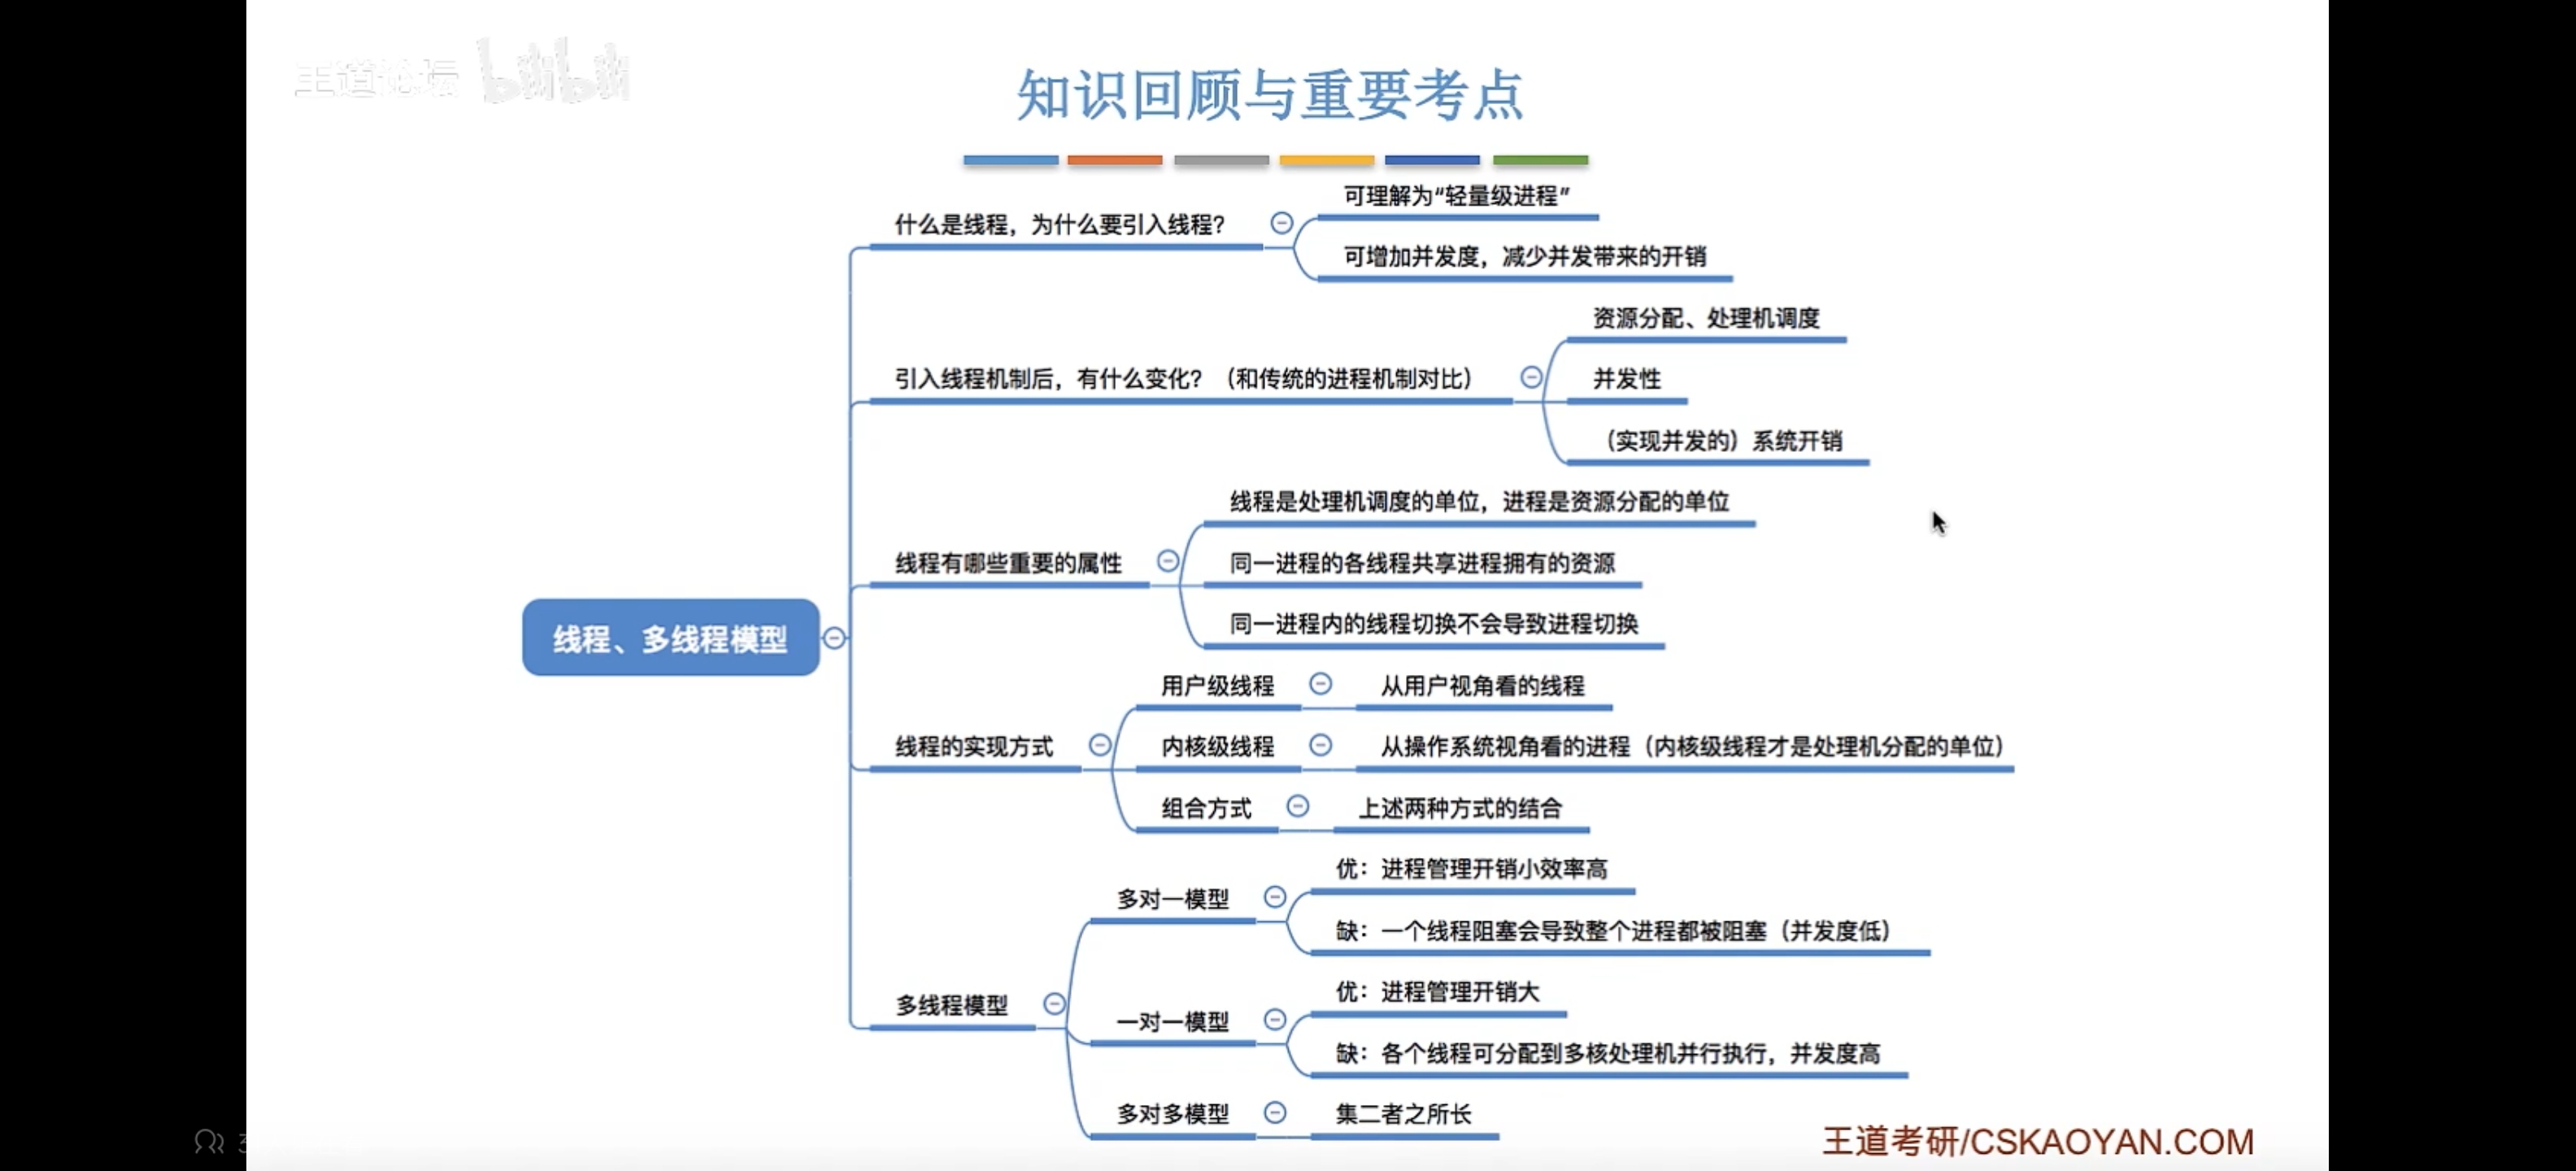 王道论坛 bilibili
知识回顾与重要考点
什么是线程，为什么要引入线程？
可理解为“轻量级进程”
可增加并发度，减少并发带来的开销
引入线程机制后，有什么变化？（和传统的进程机制对比）
资源分配、处理机调度
并发性
（实现并发的）系统开销
线程有哪些重要的属性
线程是处理机调度的单位，进程是资源分配的单位
同一进程的各线程共享进程拥有的资源
同一进程内的线程切换不会导致进程切换
线程、多线程模型
线程的实现方式
用户级线程
从用户视角看的线程
内核级线程
从操作系统视角看的进程（内核级线程才是处理机分配的单位）
组合方式
上述两种方式的结合
多线程模型
多对一模型
优：进程管理开销小效率高
缺：一个线程阻塞会导致整个进程都被阻塞（并发度低）
一对一模型
优：进程管理开销大
缺：各个线程可分配到多核处理机并行执行，并发度高
多对多模型
集二者之所长
王道考研/CSKAOYAN.COM